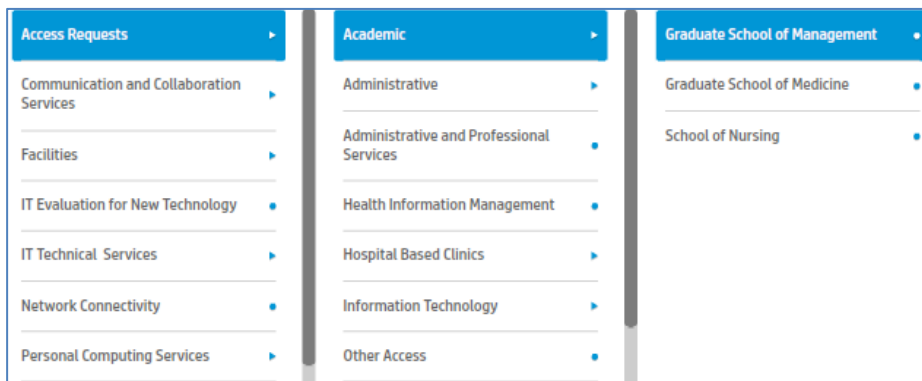 Access Requests
Communication and Collaboration
Services
Facilities
IT Evaluation for New Technology
IT Technical Services
Network Connectivity
Personal Computing Services
Academic
Administrative
Administrative and Professional
Services
Health Information Management
Hospital Based Clinics
Information Technology
Other Access
Graduate School of Management
Graduate School of Medicine
School of Nursing